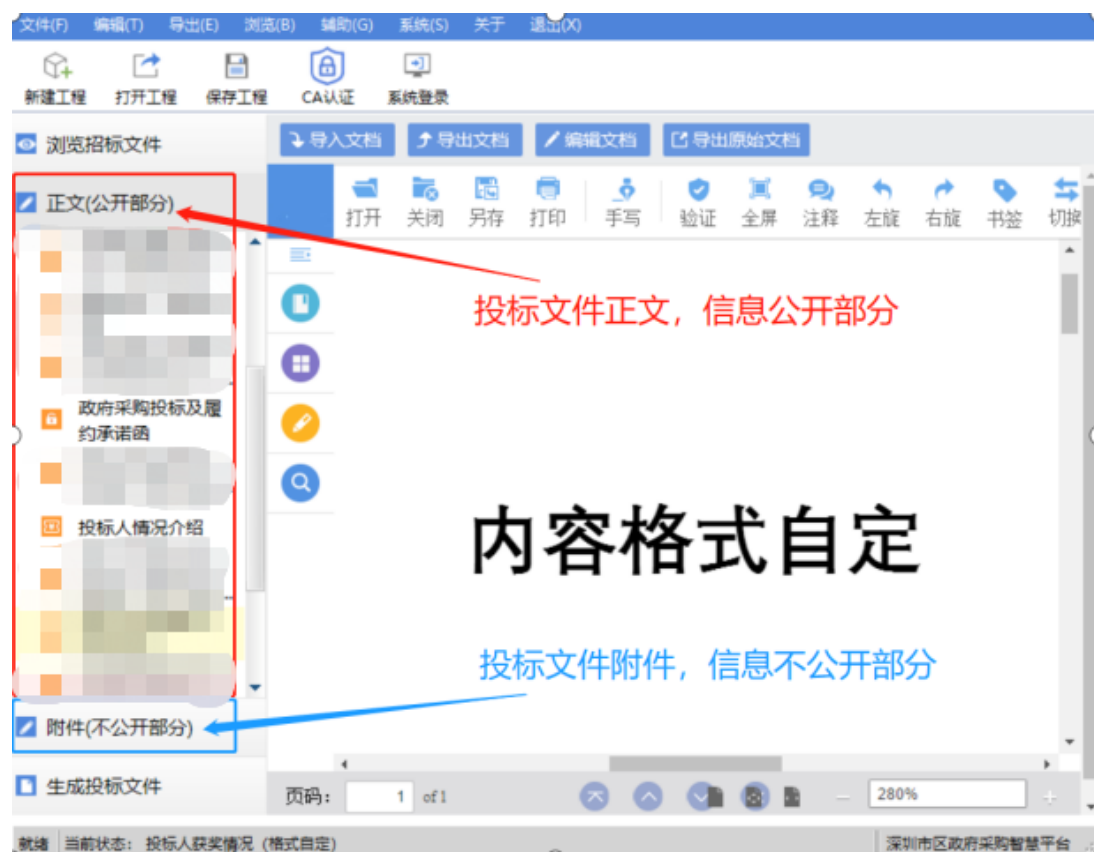 文件(F) 编辑(T) 导出(E) 浏览(B) 辅助(G) 系统(S) 关于 退出(X)
新建工程 打开工程 保存工程 CA认证 系统登录
浏览招标文件
导入文档 导出文档 编辑文档 导出原始文档
正文(公开部分)
打开 关闭 另存 打印 手写 验证 全屏 注释 左旋 右旋 书签 切换
投标文件正文，信息公开部分
政府采购投标及履
约承诺函
投标人情况介绍
内容格式自定
投标文件附件，信息不公开部分
附件(不公开部分)
生成投标文件
页码: 1 of 1 280%
就绪 当前状态: 投标人获奖情况 (格式自定) 深圳市区政府采购智慧平台